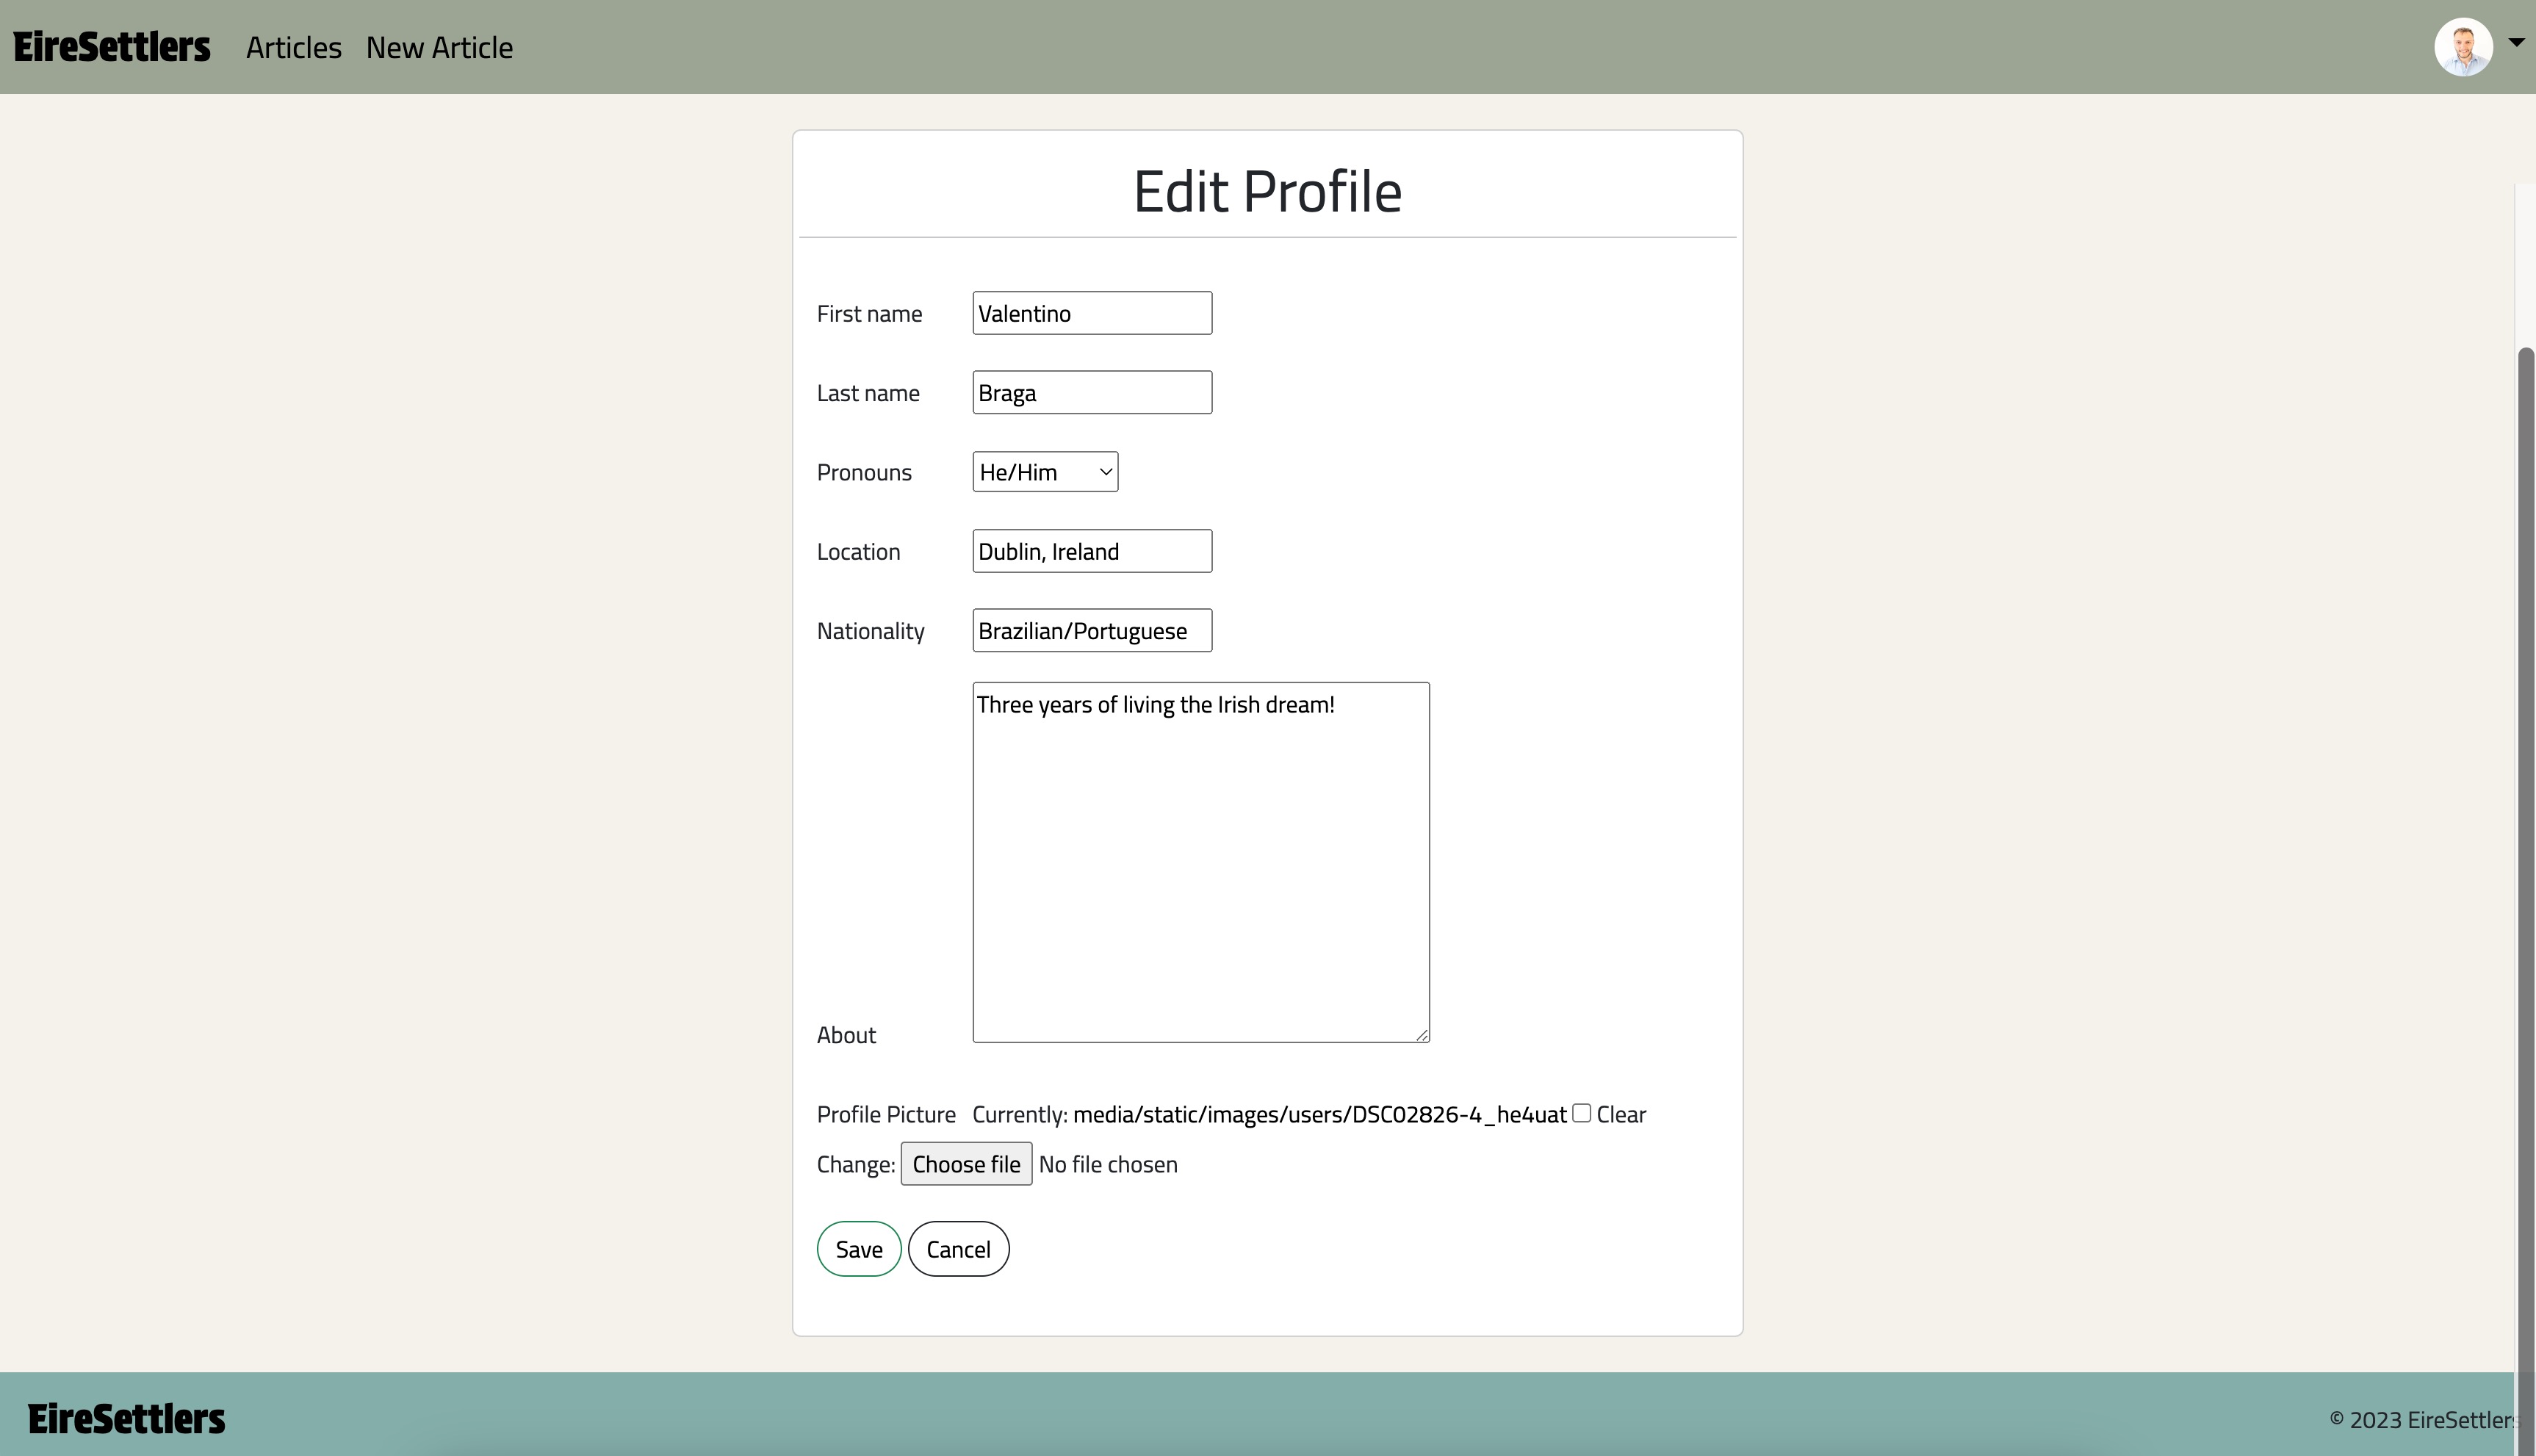 EireSettlers Articles New Article
Edit Profile
First name Valentino
Last name Braga
Pronouns He/Him
Location Dublin, Ireland
Nationality Brazilian/Portuguese
Three years of living the Irish dream!
About
Profile Picture Currently: media/static/images/users/DSC02826-4_he4uat Clear
Change: Choose file No file chosen
Save Cancel
EireSettlers © 2023 EireSettlers